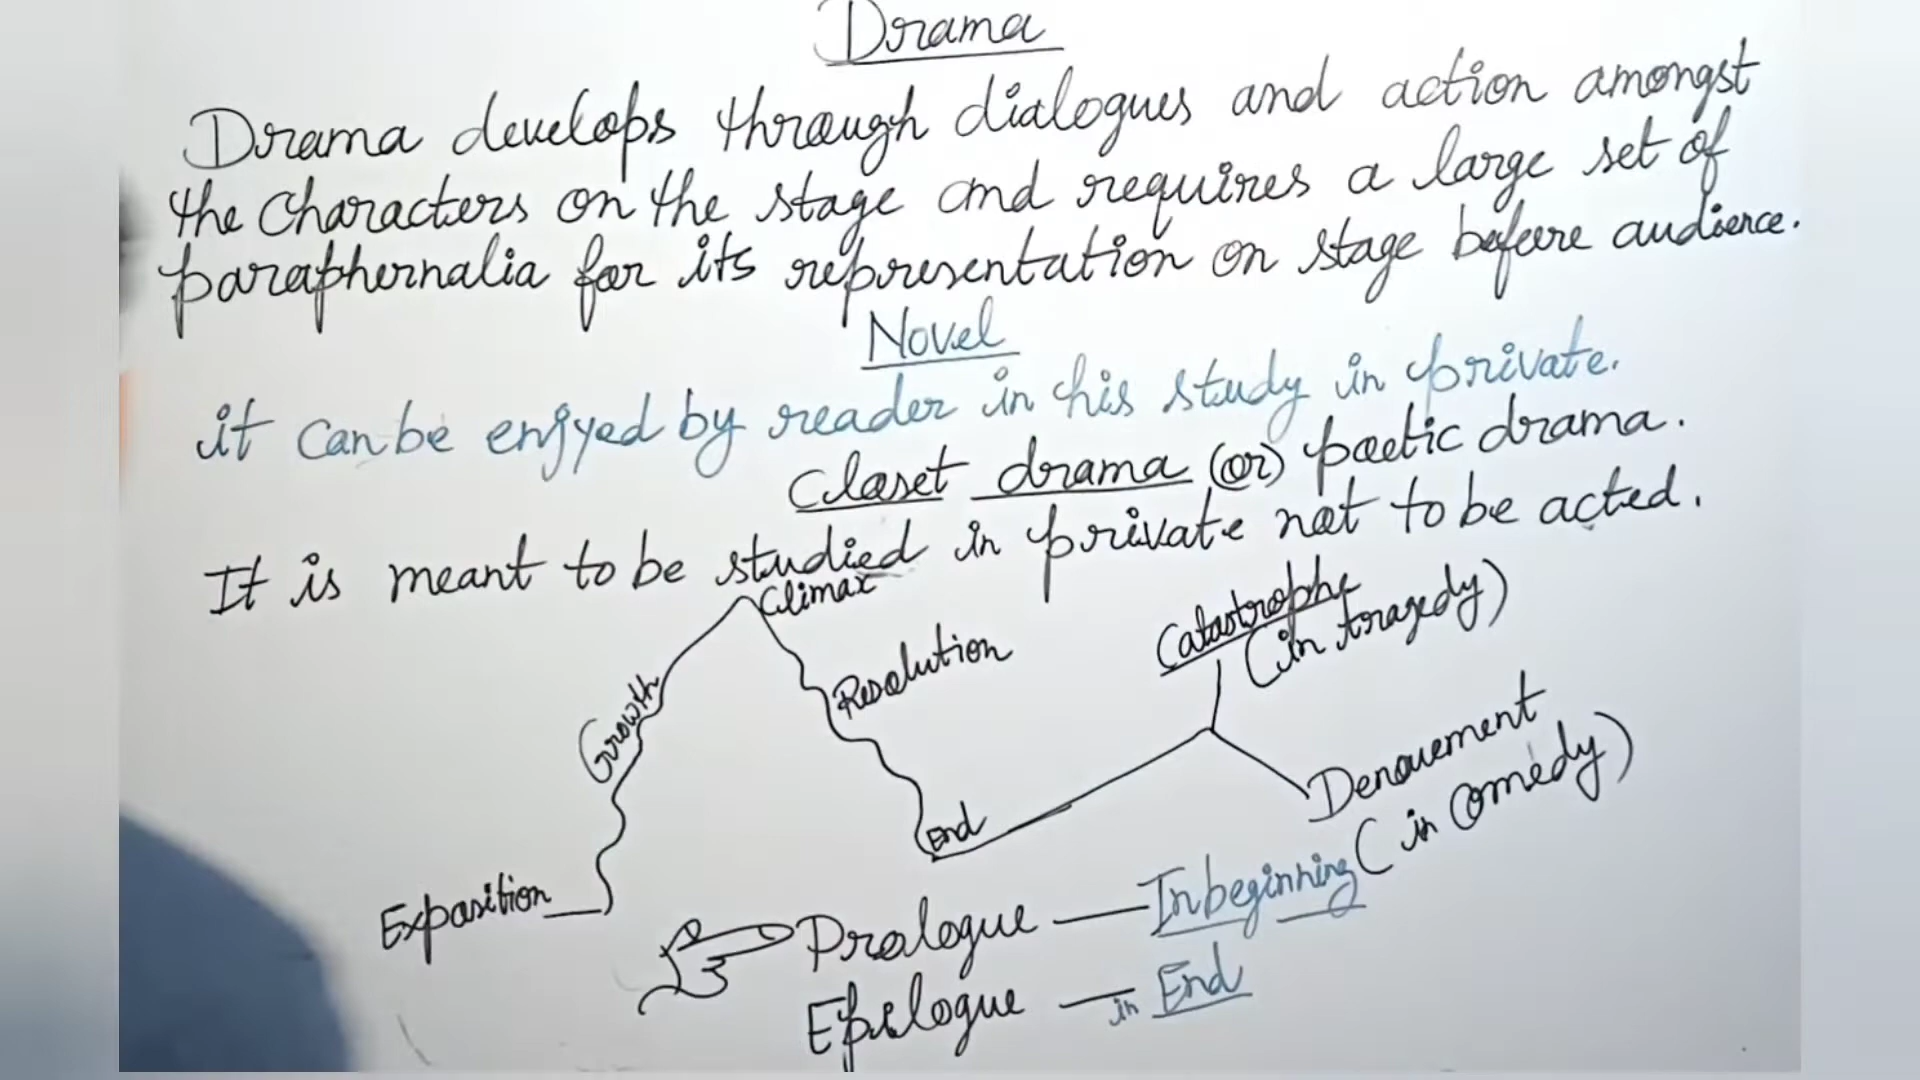 Drama
Drama develops through dialogues and action amongst
the characters on the stage and requires a large set of
paraphernalia for its representation on stage before audience.
Novel
it can be enjyed by reader in his study in private.
Closet drama (or) poetic drama.
It is meant to be studied in private not to be acted.
Climax
Growth
Resolution
Catastrophe
(in tragedy)
End
Denouement
(in comedy)
Exposition
Prologue — In beginning
Epilogue — in End